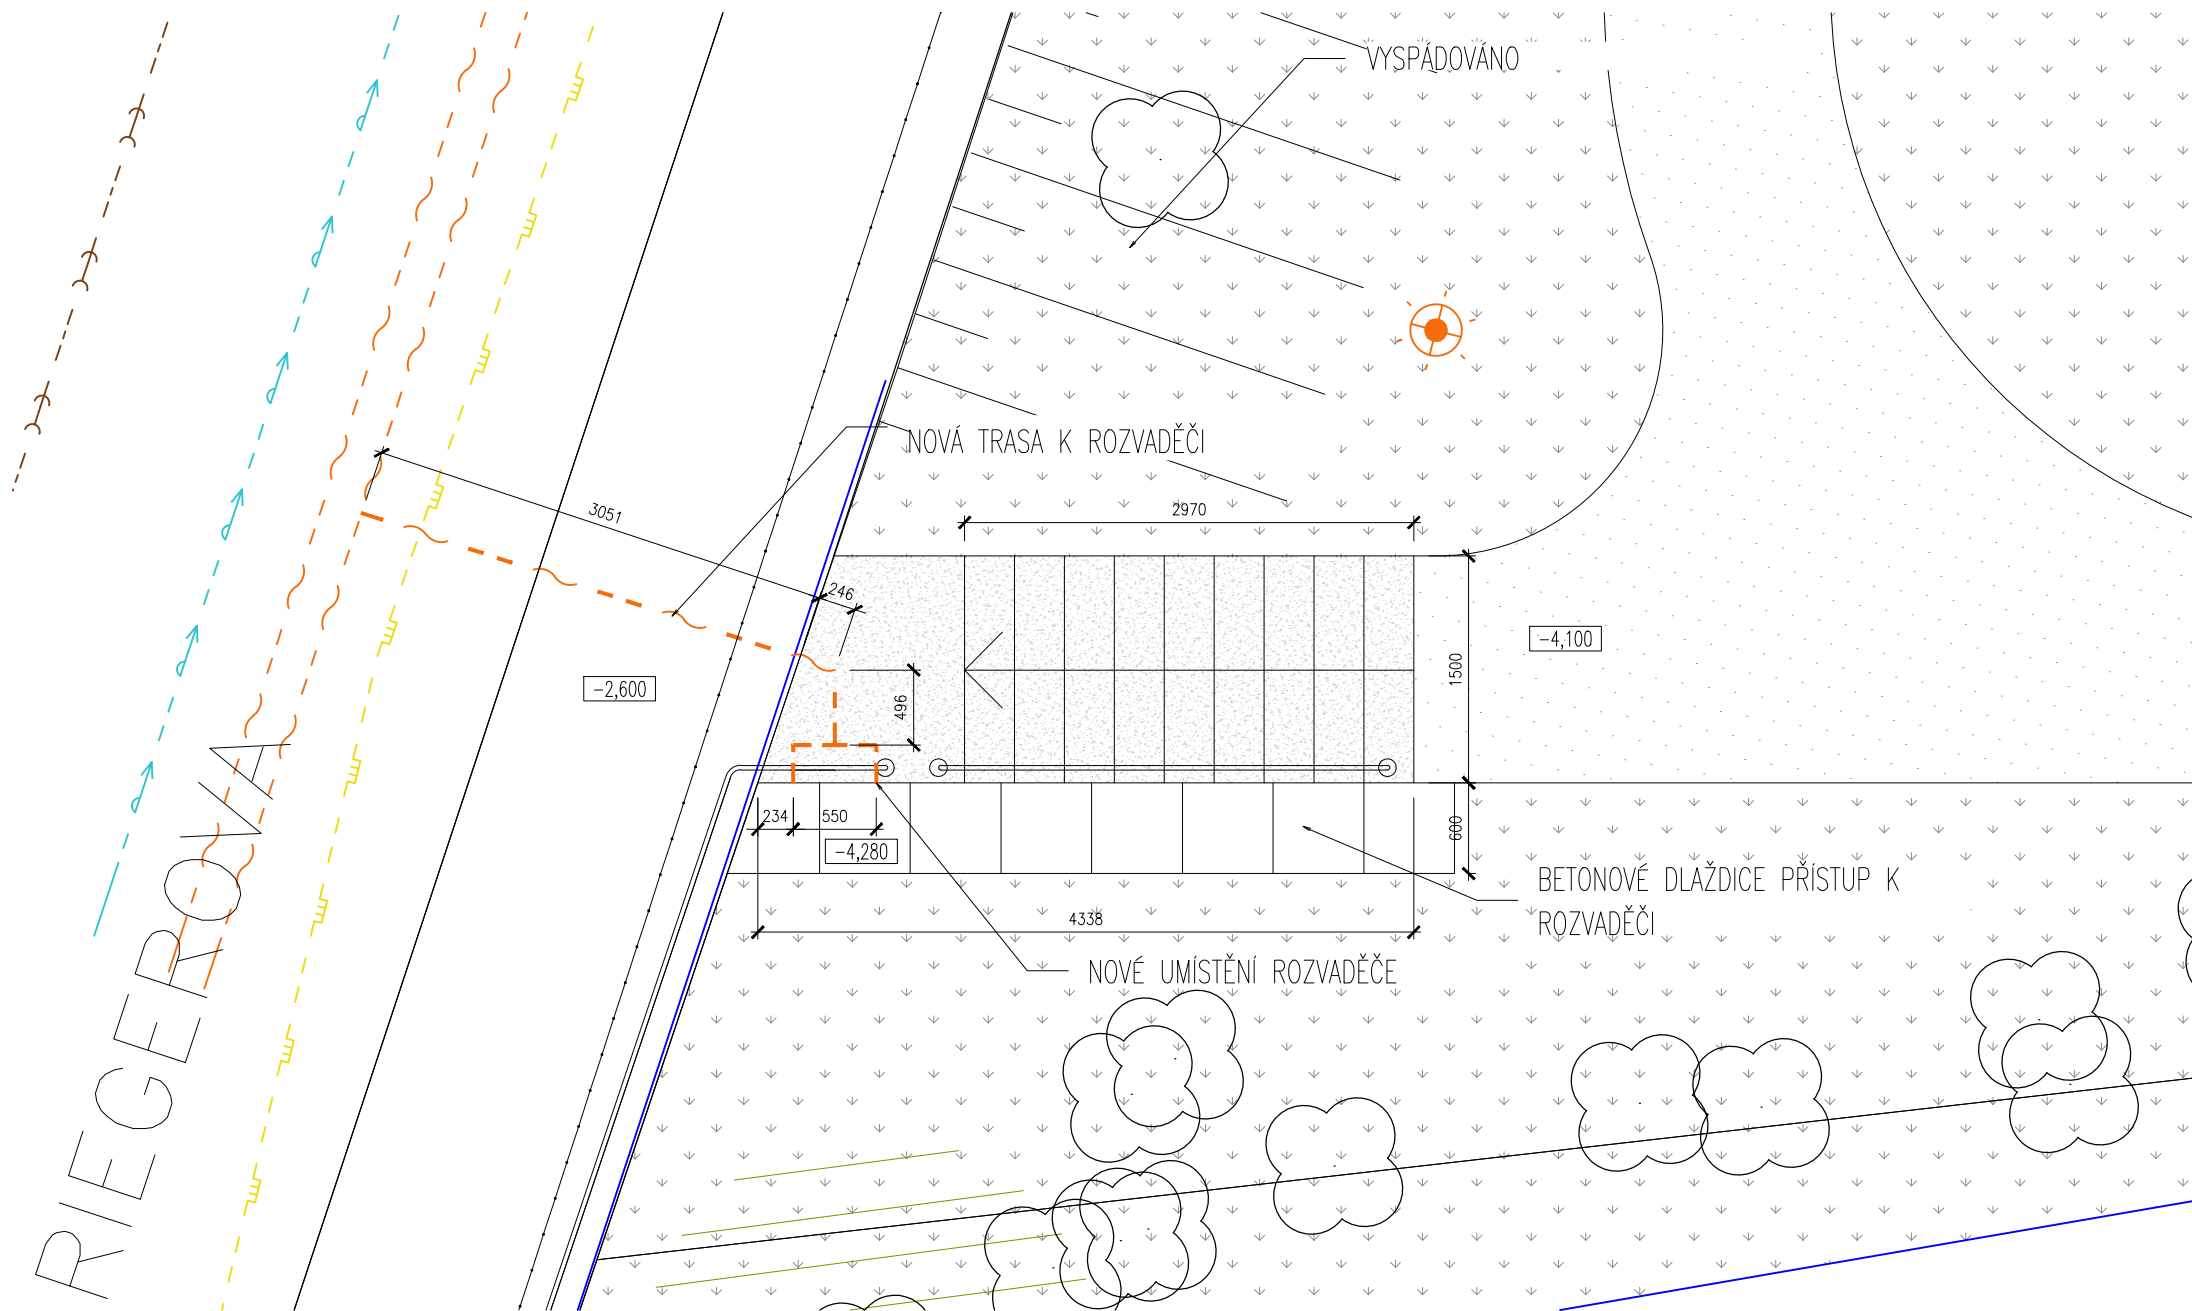 VYSPÁDOVÁNO
NOVÁ TRASA K ROZVADĚČI
3051
2970
246
-4,100
1500
-2,600
496
234
550
600
-4,280
BETONOVÉ DLAŽDICE PŘÍSTUP K
ROZVADĚČI
4338
NOVÉ UMÍSTĚNÍ ROZVADĚČE
RIEGEROVA